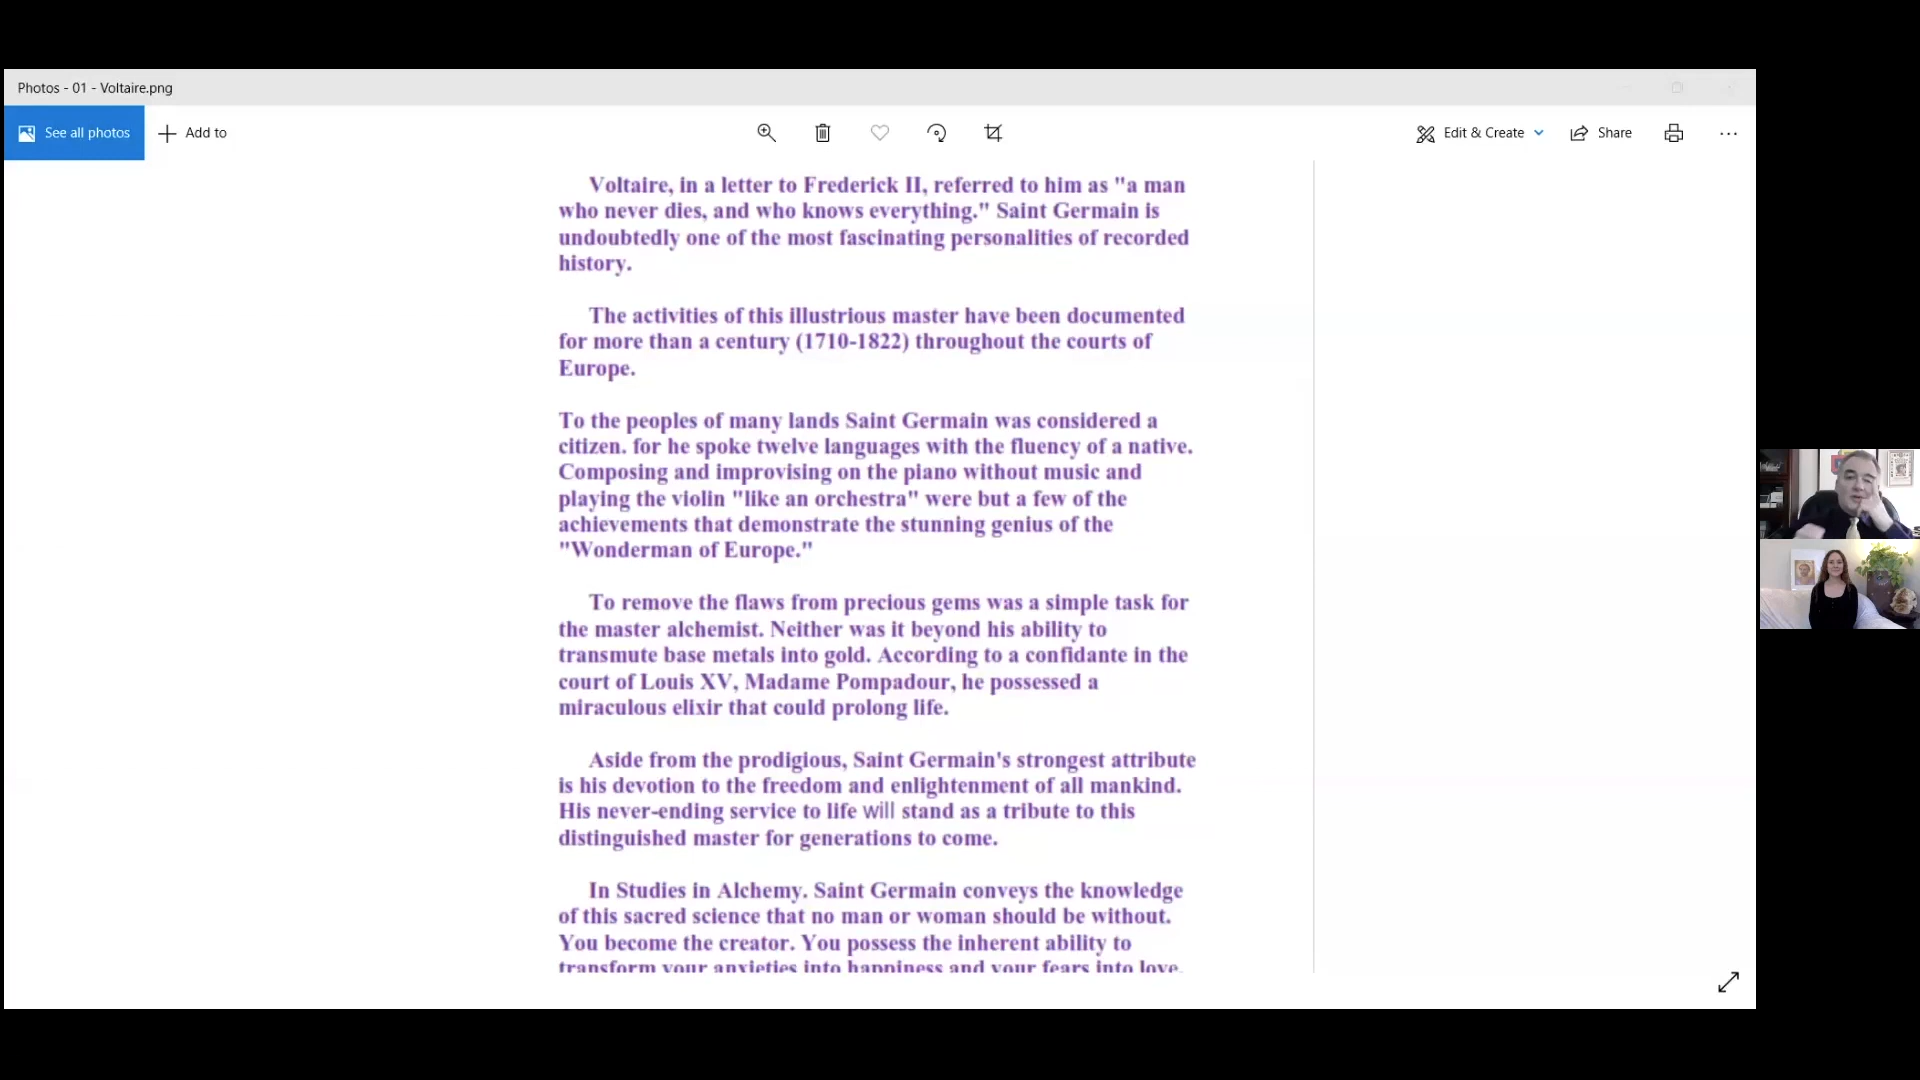 Photos - 01 - Voltaire.png
See all photos
Add to
Edit & Create
Share
Voltaire, in a letter to Frederick II, referred to him as "a man
who never dies, and who knows everything." Saint Germain is
undoubtedly one of the most fascinating personalities of recorded
history.
The activities of this illustrious master have been documented
for more than a century (1710-1822) throughout the courts of
Europe.
To the peoples of many lands Saint Germain was considered a
citizen. for he spoke twelve languages with the fluency of a native.
Composing and improvising on the piano without music and
playing the violin "like an orchestra" were but a few of the
achievements that demonstrate the stunning genius of the
"Wonderman of Europe."
To remove the flaws from precious gems was a simple task for
the master alchemist. Neither was it beyond his ability to
transmute base metals into gold. According to a confidante in the
court of Louis XV, Madame Pompadour, he possessed a
miraculous elixir that could prolong life.
Aside from the prodigious, Saint Germain's strongest attribute
is his devotion to the freedom and enlightenment of all mankind.
His never-ending service to life will stand as a tribute to this
distinguished master for generations to come.
In Studies in Alchemy. Saint Germain conveys the knowledge
of this sacred science that no man or woman should be without.
You become the creator. You possess the inherent ability to
transform your anxieties into happiness and your fears into love.